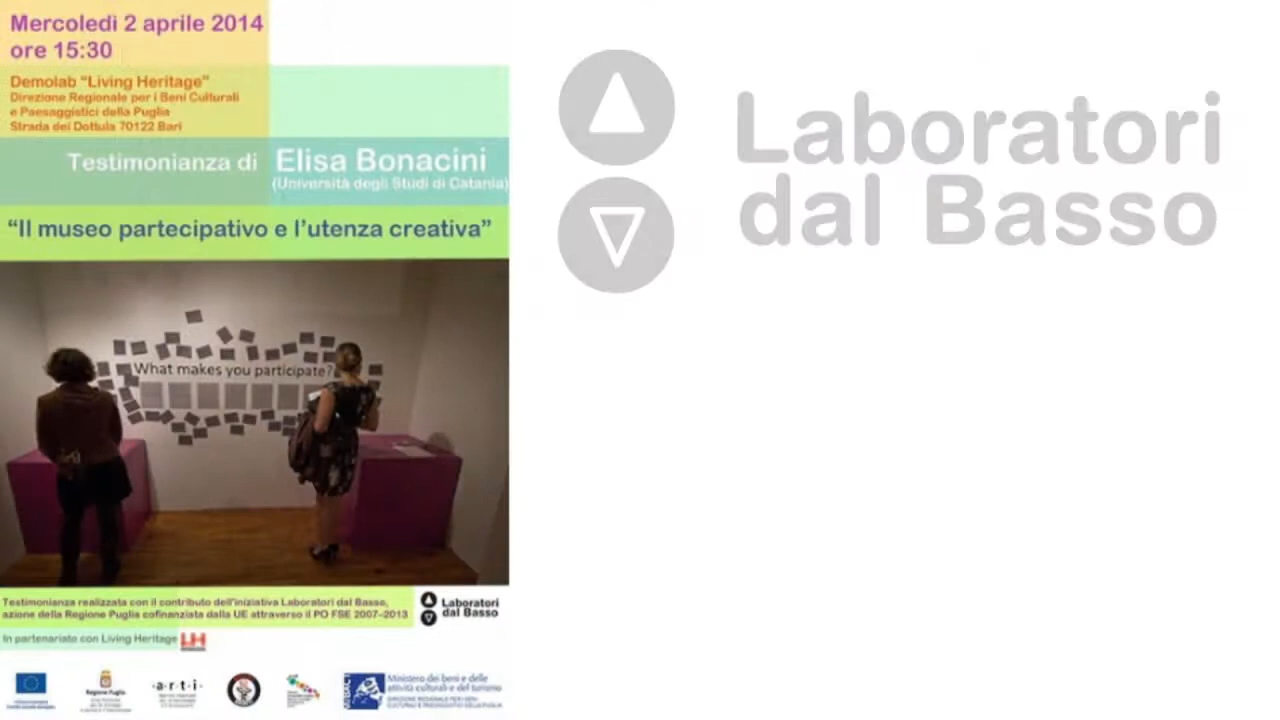 Mercoledì 2 aprile 2014
ore 15:30
Demolab “Living Heritage”
Direzione Regionale per i Beni Culturali
e Paesaggistici della Puglia
Strada dei Dottula 70122 Bari
Testimonianza di Elisa Bonacini
(Università degli Studi di Catania)
“Il museo partecipativo e l’utenza creativa”
What makes you participate?
Testimonianza realizzata con il contributo dell'iniziativa Laboratori dal Basso,
azione della Regione Puglia cofinanziata dalla UE attraverso il PO FSE 2007–2013
Laboratori
dal Basso
In partenariato con Living Heritage LH
Regione Puglia
·a·r·t·i·
Ministero dei beni e delle
attività culturali e del turismo
Laboratori
dal Basso